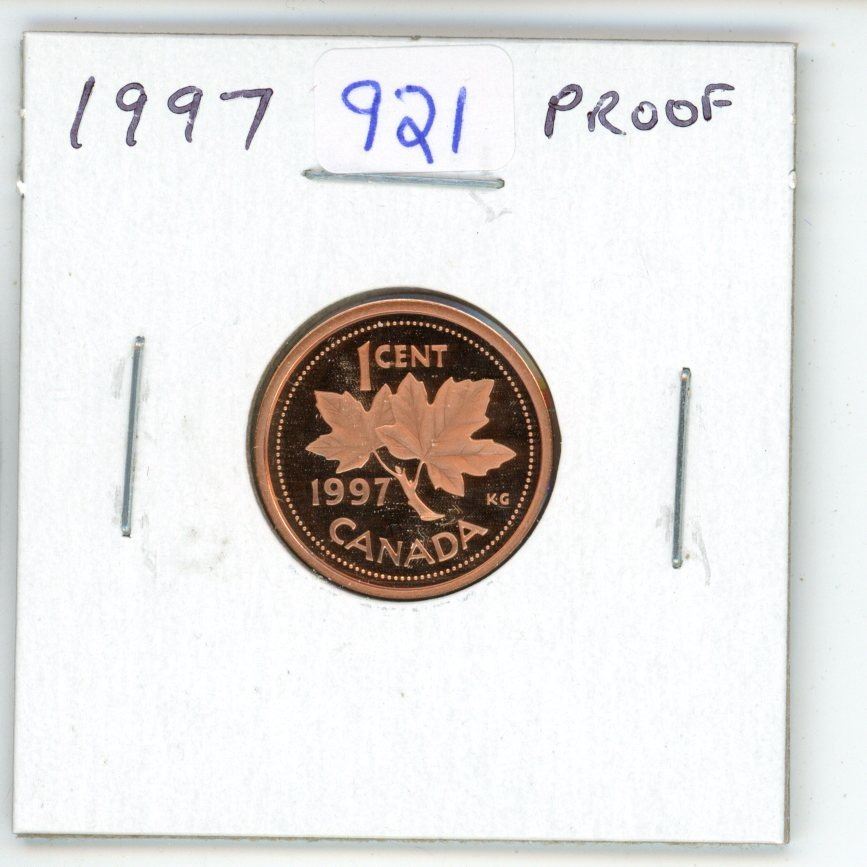 1997 921 PROOF
1 CENT
1997 KG
CANADA